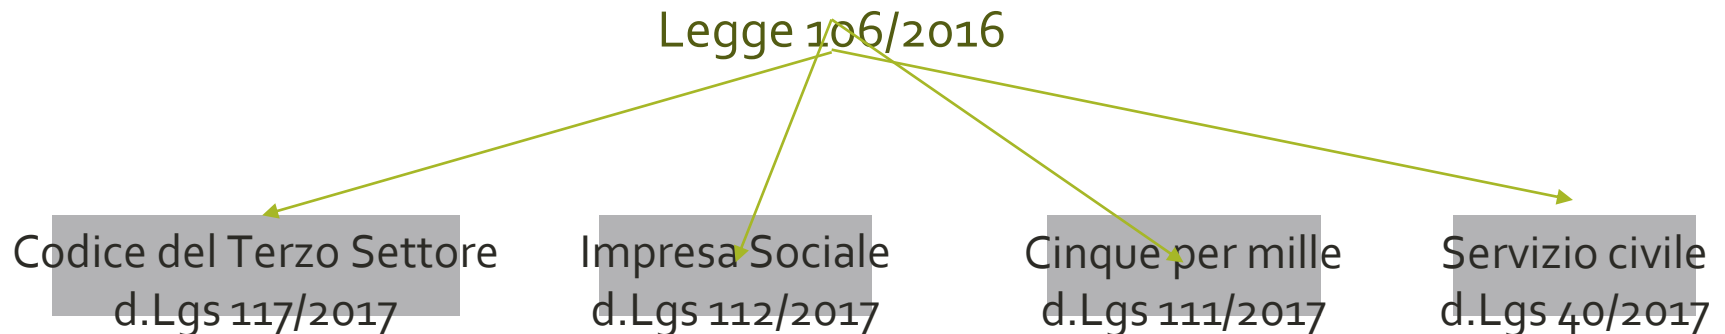 Legge 106/2016
Codice del Terzo Settore
d.Lgs 117/2017
Impresa Sociale
d.Lgs 112/2017
Cinque per mille
d.Lgs 111/2017
Servizio civile
d.Lgs 40/2017